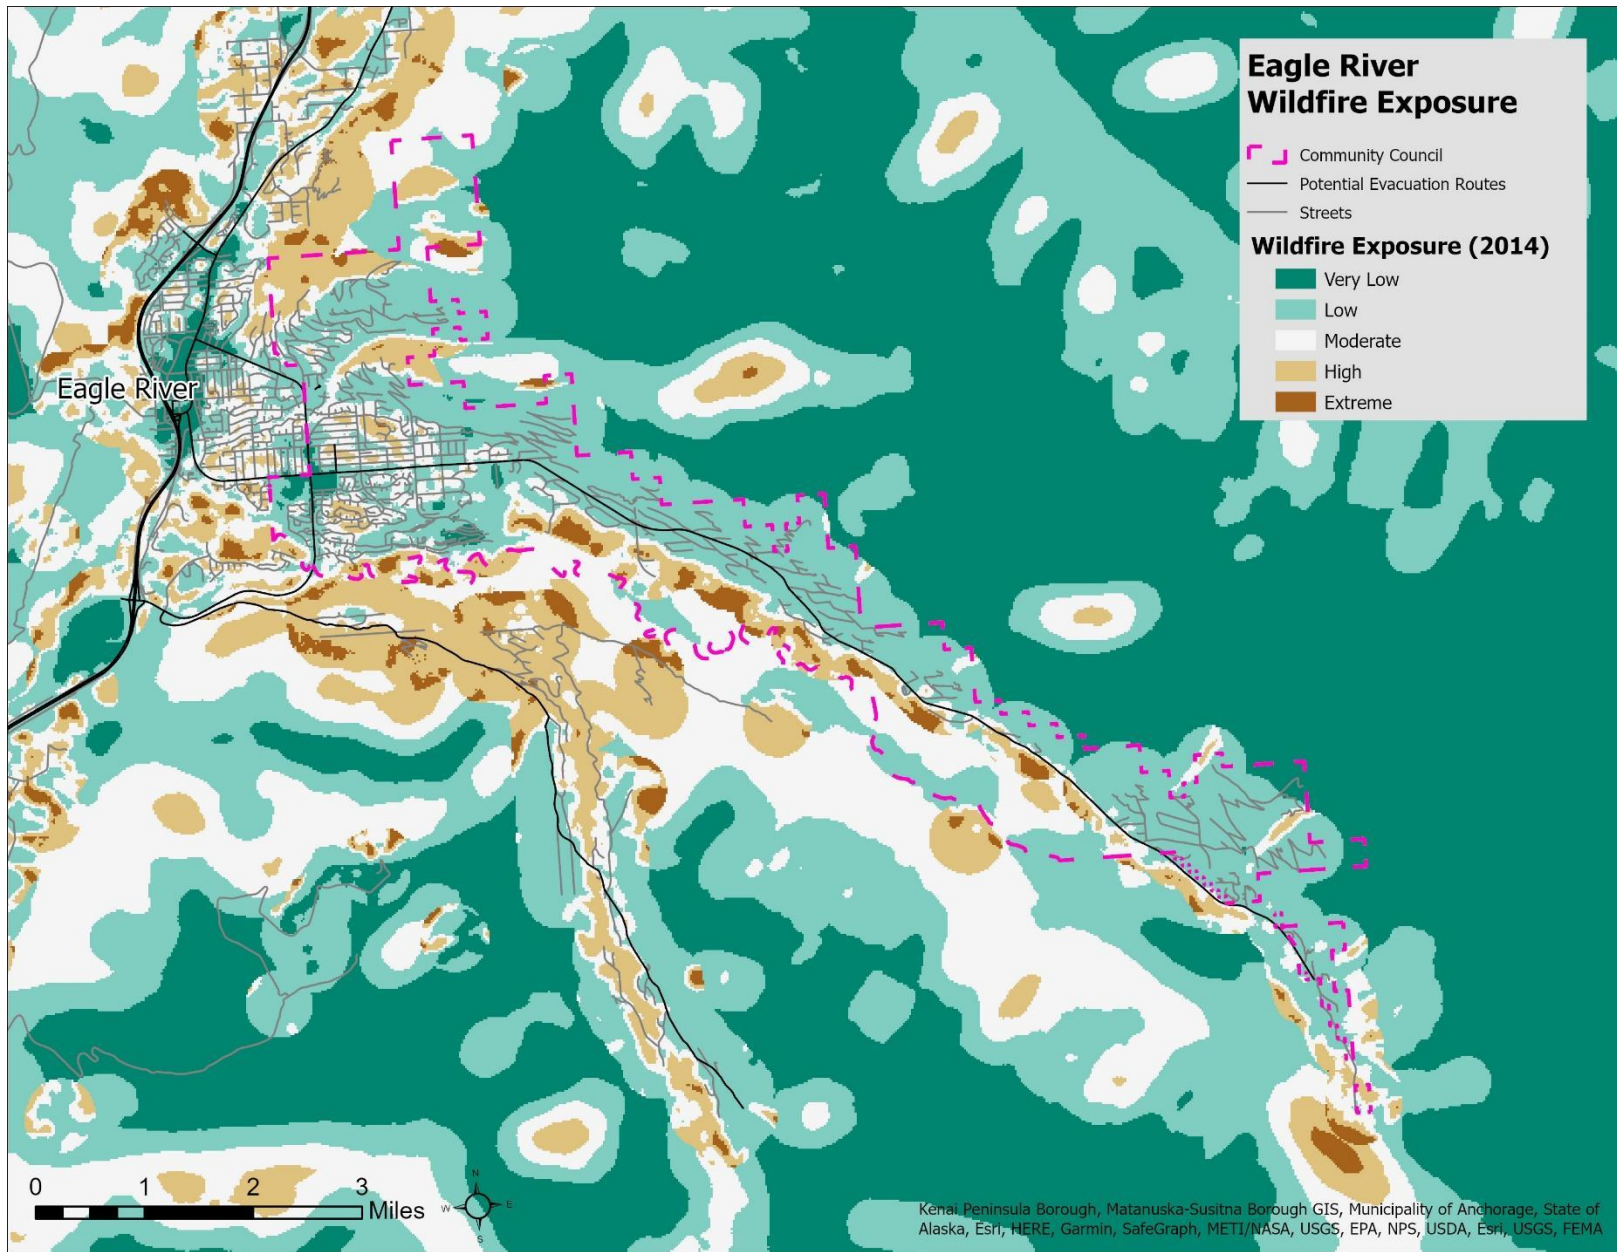 Eagle River
Wildfire Exposure
Community Council
Potential Evacuation Routes
Streets
Wildfire Exposure (2014)
Very Low
Low
Moderate
High
Extreme
Eagle River
0 1 2 3
Miles
N
W E
S
Kenai Peninsula Borough, Matanuska-Susitna Borough GIS, Municipality of Anchorage, State of
Alaska, Esri, HERE, Garmin, SafeGraph, METI/NASA, USGS, EPA, NPS, USDA, Esri, USGS, FEMA